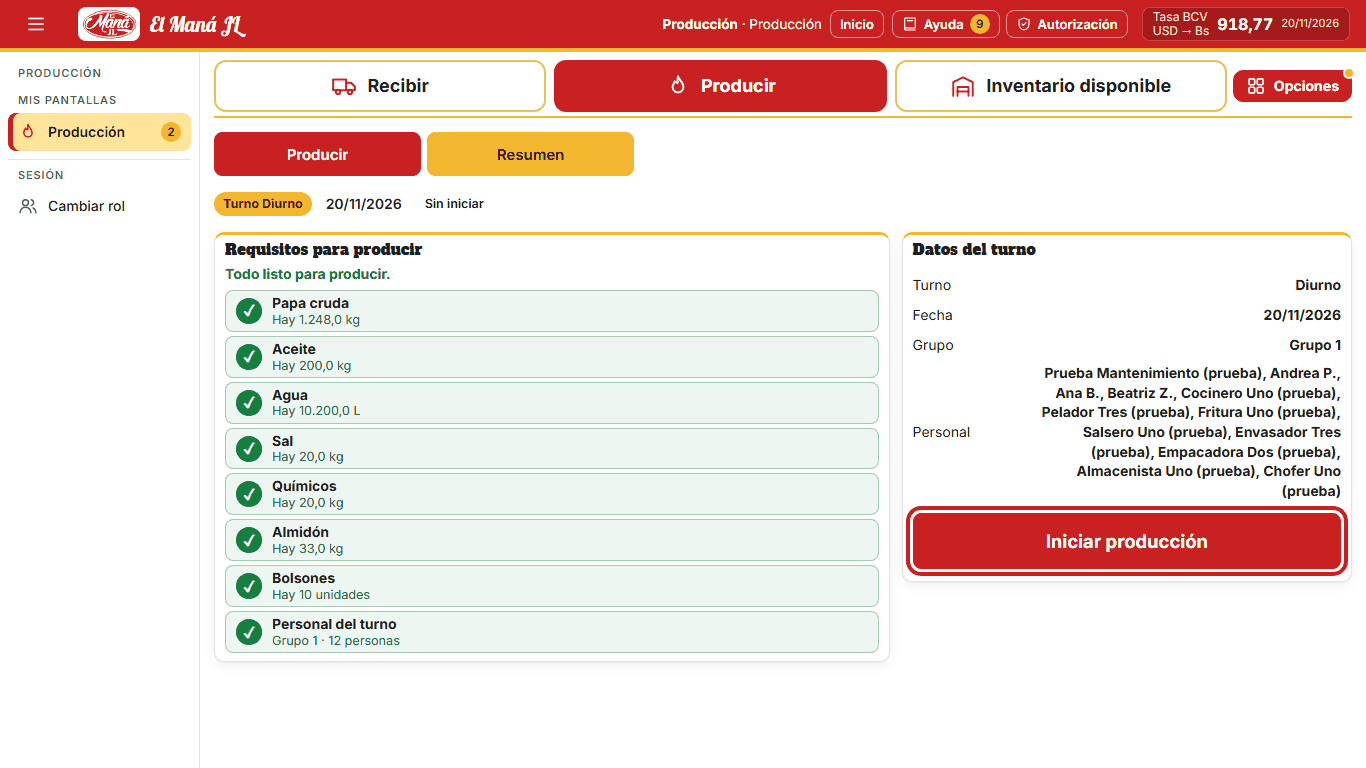 El Maná JL
El Maná JL
Producción · Producción
Inicio
Ayuda 9
Autorización
Tasa BCV
USD → Bs
918,77
20/11/2026
PRODUCCIÓN
MIS PANTALLAS
Producción 2
SESIÓN
Cambiar rol
Recibir
Producir
Inventario disponible
Opciones
Producir
Resumen
Turno Diurno
20/11/2026
Sin iniciar
Requisitos para producir
Todo listo para producir.
Papa cruda
Hay 1.248,0 kg
Aceite
Hay 200,0 kg
Agua
Hay 10.200,0 L
Sal
Hay 20,0 kg
Químicos
Hay 20,0 kg
Almidón
Hay 33,0 kg
Bolsones
Hay 10 unidades
Personal del turno
Grupo 1 · 12 personas
Datos del turno
Turno Diurno
Fecha 20/11/2026
Grupo Grupo 1
Personal
Prueba Mantenimiento (prueba), Andrea P.,
Ana B., Beatriz Z., Cocinero Uno (prueba),
Pelador Tres (prueba), Fritura Uno (prueba),
Salsero Uno (prueba), Envasador Tres
(prueba), Empacadora Dos (prueba),
Almacenista Uno (prueba), Chofer Uno
(prueba)
Iniciar producción